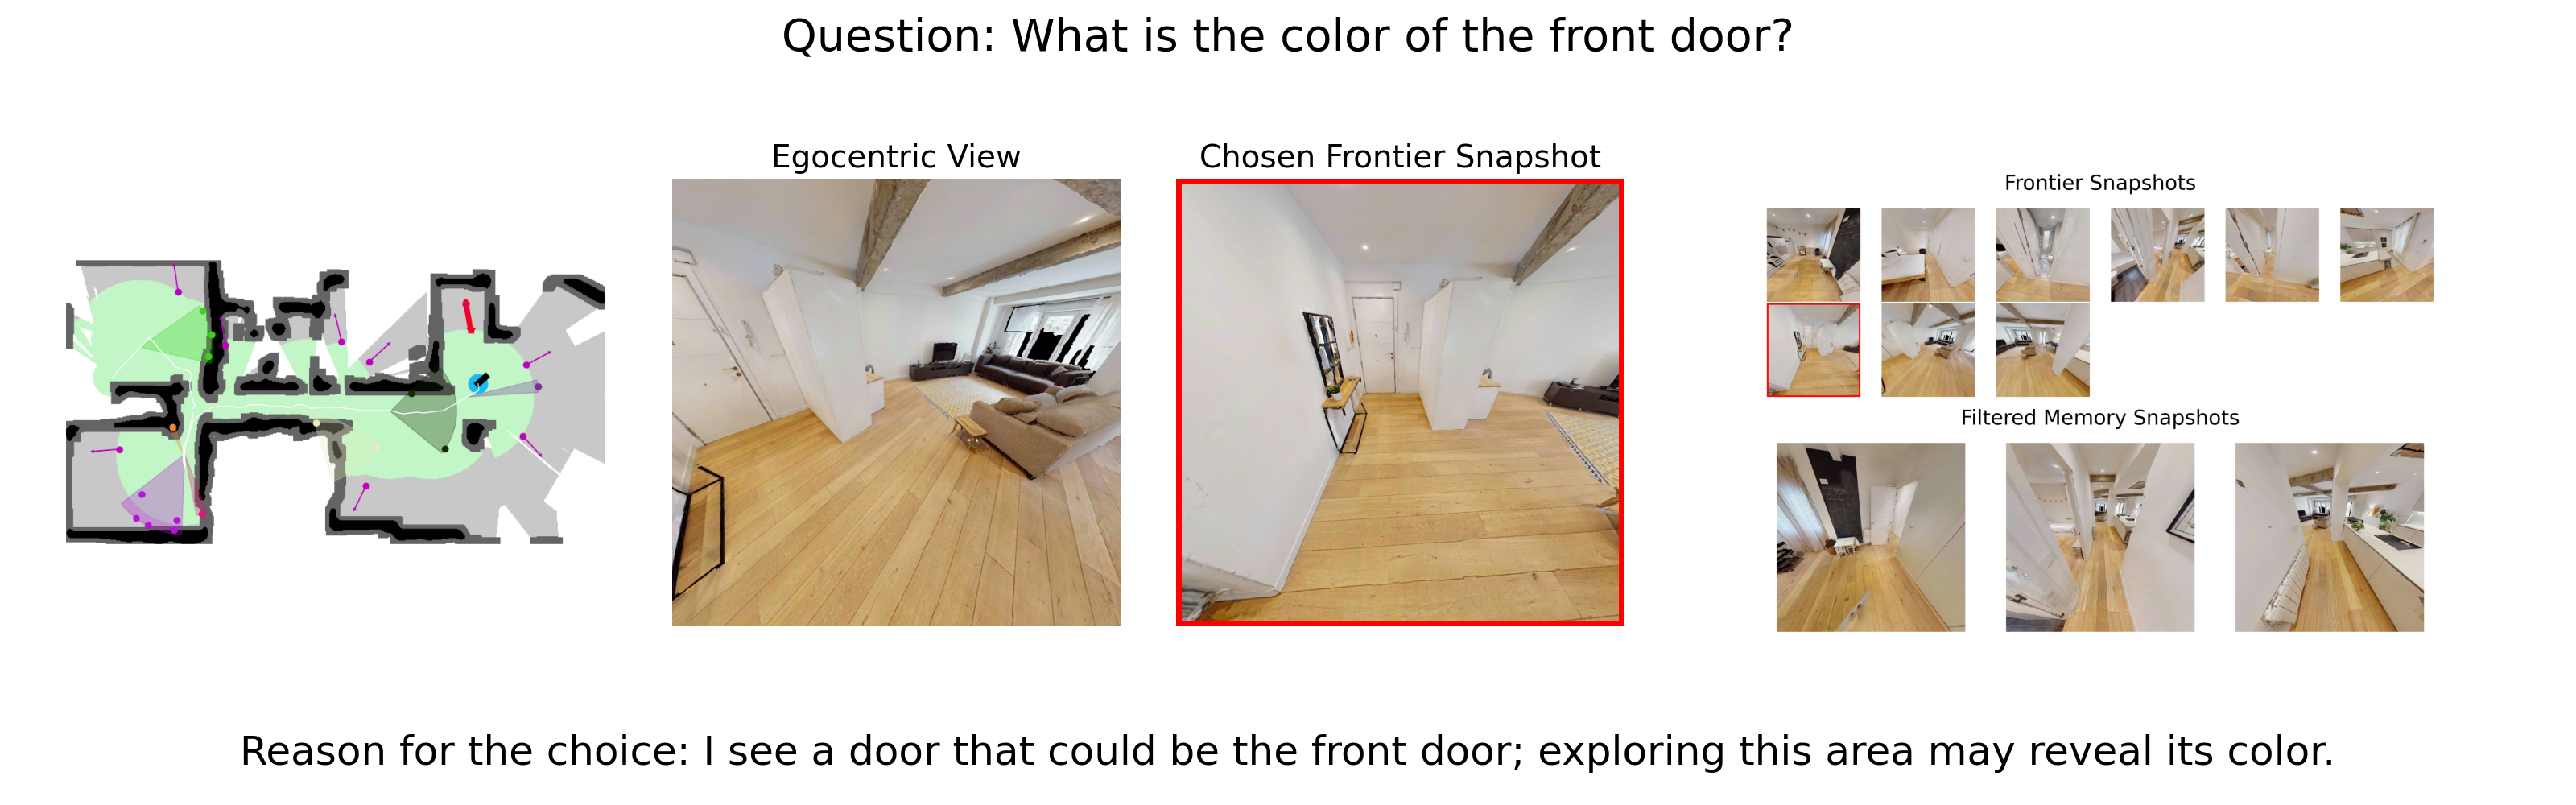 Question: What is the color of the front door?
Egocentric View
Chosen Frontier Snapshot
Frontier Snapshots
Filtered Memory Snapshots
Reason for the choice: I see a door that could be the front door; exploring this area may reveal its color.